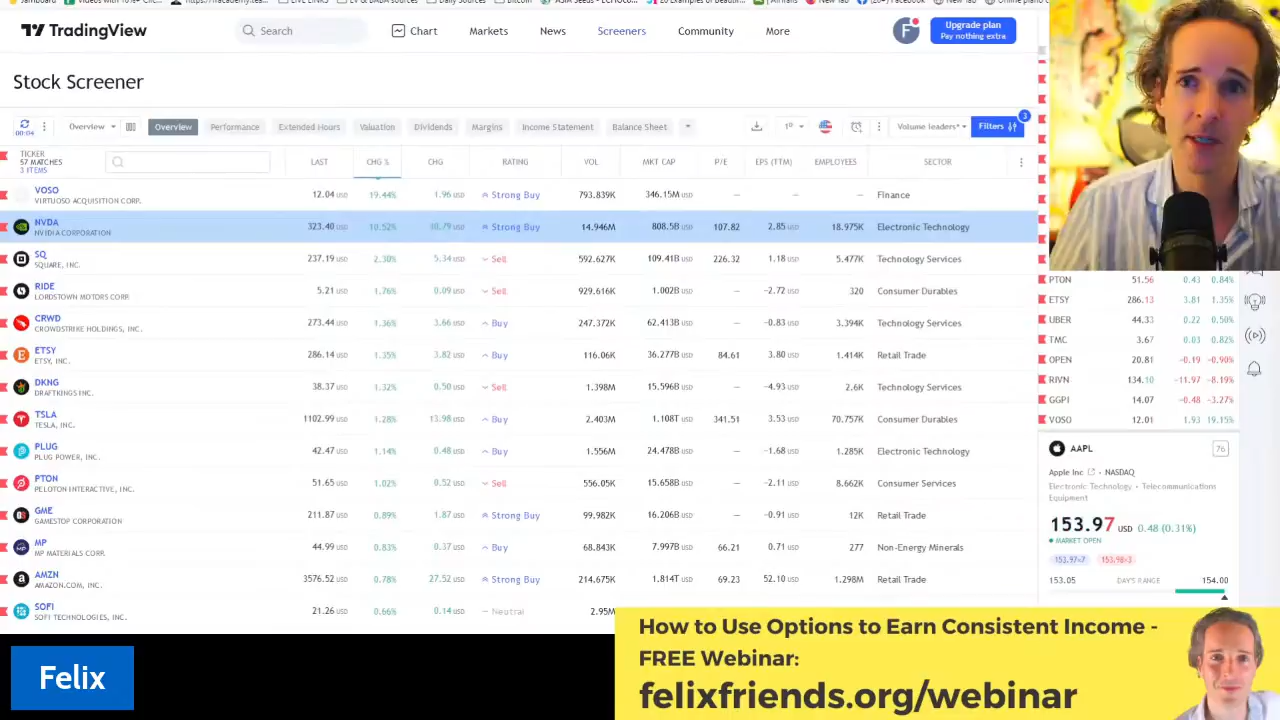 TradingView
Search
Chart
Markets
News
Screeners
Community
More
F
Upgrade plan
Pay nothing extra
Stock Screener
00:04
Overview
Overview
Performance
Extended Hours
Valuation
Dividends
Margins
Income Statement
Balance Sheet
1D
Volume leaders*
Filters
3
TICKER
57 MATCHES
3 ITEMS
LAST CHG % CHG RATING VOL MKT CAP P/E EPS (TTM) EMPLOYEES SECTOR
VOSO 12.04 USD 19.44% 1.96 USD Strong Buy 793.839K 346.15M USD — — — Finance
VIRTUOSO ACQUISITION CORP.
NVDA 323.40 USD 10.52% 30.79 USD Strong Buy 14.946M 808.5B USD 107.82 2.85 USD 18.975K Electronic Technology
NVIDIA CORPORATION
SQ 237.19 USD 2.30% 5.34 USD Sell 592.627K 109.41B USD 226.32 1.18 USD 5.477K Technology Services
SQUARE, INC.
RIDE 5.21 USD 1.76% 0.09 USD Sell 929.616K 1.002B USD — −2.72 USD 320 Consumer Durables
LORDSTOWN MOTORS CORP.
CRWD 273.44 USD 1.36% 3.66 USD Buy 247.372K 62.413B USD — −0.83 USD 3.394K Technology Services
CROWDSTRIKE HOLDINGS, INC.
ETSY 286.14 USD 1.35% 3.82 USD Buy 116.06K 36.277B USD 84.61 3.80 USD 1.414K Retail Trade
ETSY, INC.
DKNG 38.37 USD 1.32% 0.50 USD Sell 1.398M 15.596B USD — −4.93 USD 2.6K Technology Services
DRAFTKINGS INC.
TSLA 1102.99 USD 1.28% 13.98 USD Buy 2.403M 1.108T USD 341.51 3.53 USD 70.757K Consumer Durables
TESLA, INC.
PLUG 42.47 USD 1.14% 0.48 USD Buy 1.556M 24.478B USD — −1.68 USD 1.285K Electronic Technology
PLUG POWER, INC.
PTON 51.65 USD 1.02% 0.52 USD Sell 556.05K 15.658B USD — −2.11 USD 8.662K Consumer Services
PELOTON INTERACTIVE, INC.
GME 211.87 USD 0.89% 1.87 USD Strong Buy 99.982K 16.206B USD — −0.91 USD 12K Retail Trade
GAMESTOP CORPORATION
MP 44.99 USD 0.83% 0.37 USD Buy 68.843K 7.997B USD 66.21 0.71 USD 277 Non-Energy Minerals
MP MATERIALS CORP.
AMZN 3576.52 USD 0.78% 27.52 USD Strong Buy 214.675K 1.814T USD 69.23 52.10 USD 1.298M Retail Trade
AMAZON.COM, INC.
SOFI 21.26 USD 0.66% 0.14 USD Neutral 2.95M
SOFI TECHNOLOGIES, INC.
PTON 51.56 0.43 0.84%
ETSY 286.13 3.81 1.35%
UBER 44.33 0.22 0.50%
TMC 3.67 0.03 0.82%
OPEN 20.81 -0.19 -0.90%
RIVN 134.10 -11.97 -8.19%
GGPI 14.07 -0.48 -3.27%
VOSO 12.01 1.93 19.15%
AAPL
Apple Inc • NASDAQ
Electronic Technology • Telecommunications
Equipment
153.97 USD 0.48 (0.31%)
MARKET OPEN
153.97×7 153.98×3
153.05 DAY'S RANGE 154.00
Felix
How to Use Options to Earn Consistent Income -
FREE Webinar:
felixfriends.org/webinar